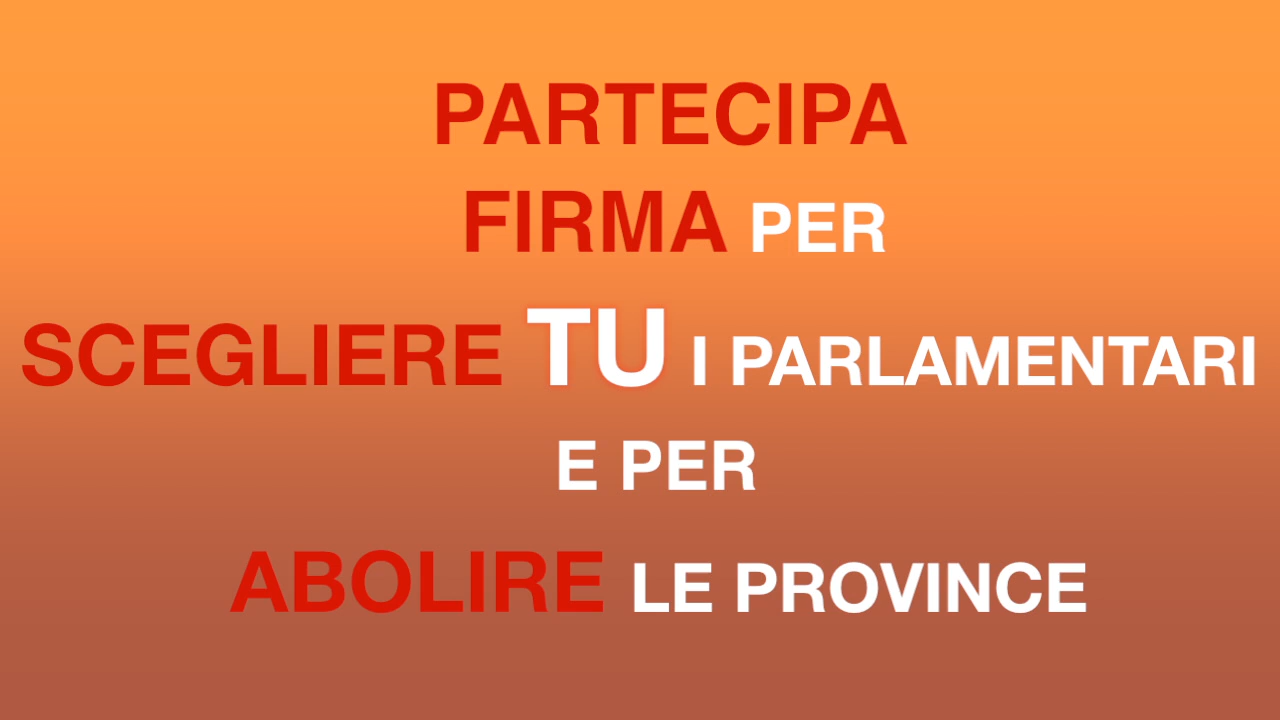 PARTECIPA
FIRMA PER
SCEGLIERE TU I PARLAMENTARI
E PER
ABOLIRE LE PROVINCE